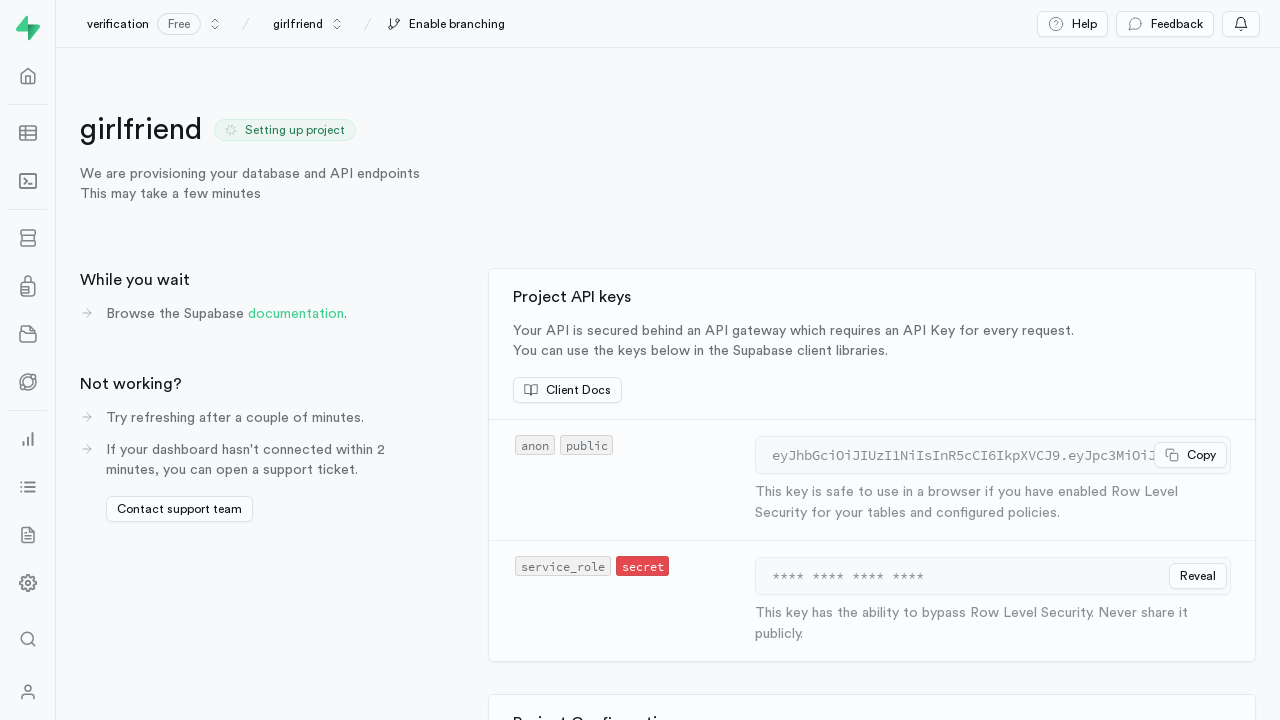 verification Free / girlfriend / Enable branching Help Feedback
girlfriend Setting up project
We are provisioning your database and API endpoints
This may take a few minutes
While you wait
Browse the Supabase documentation.
Not working?
Try refreshing after a couple of minutes.
If your dashboard hasn't connected within 2
minutes, you can open a support ticket.
Contact support team
Project API keys
Your API is secured behind an API gateway which requires an API Key for every request.
You can use the keys below in the Supabase client libraries.
Client Docs
anon public
eyJhbGciOiJIUzI1NiIsInR5cCI6IkpXVCJ9.eyJpc3MiOiJ Copy
This key is safe to use in a browser if you have enabled Row Level
Security for your tables and configured policies.
service_role secret
**** **** **** **** Reveal
This key has the ability to bypass Row Level Security. Never share it
publicly.
Project Configuration